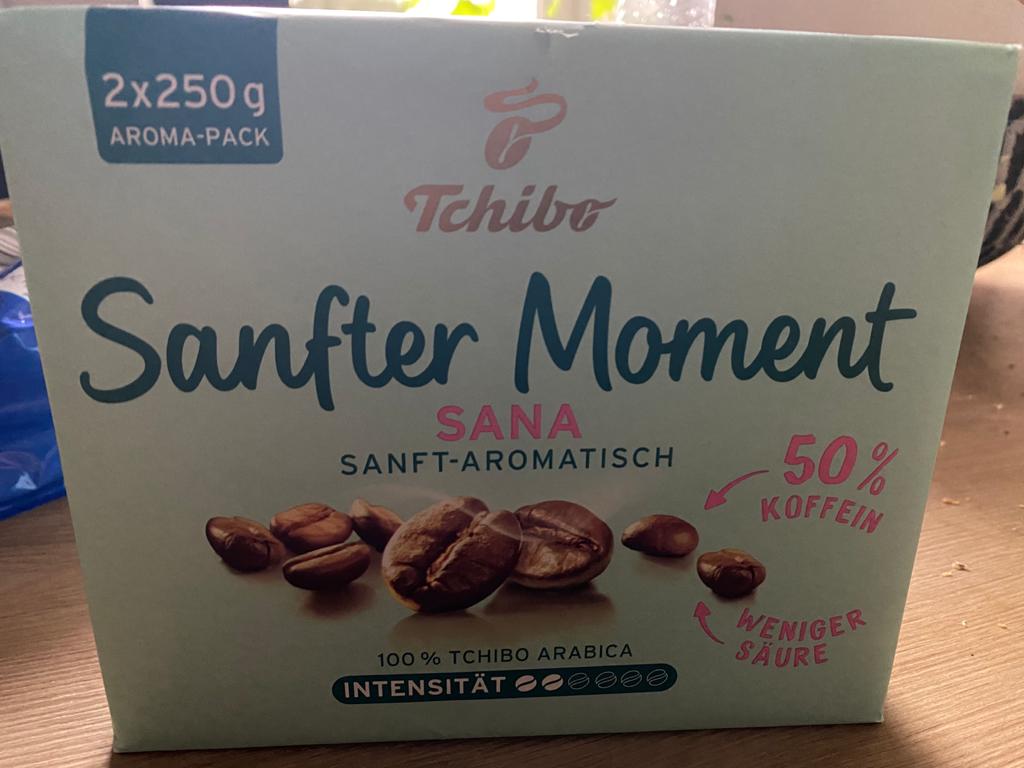 2x250g
AROMA-PACK
Tchibo
Sanfter Moment
SANA
SANFT-AROMATISCH
50%
KOFFEIN
WENIGER
SÄURE
100% TCHIBO ARABICA
INTENSITÄT